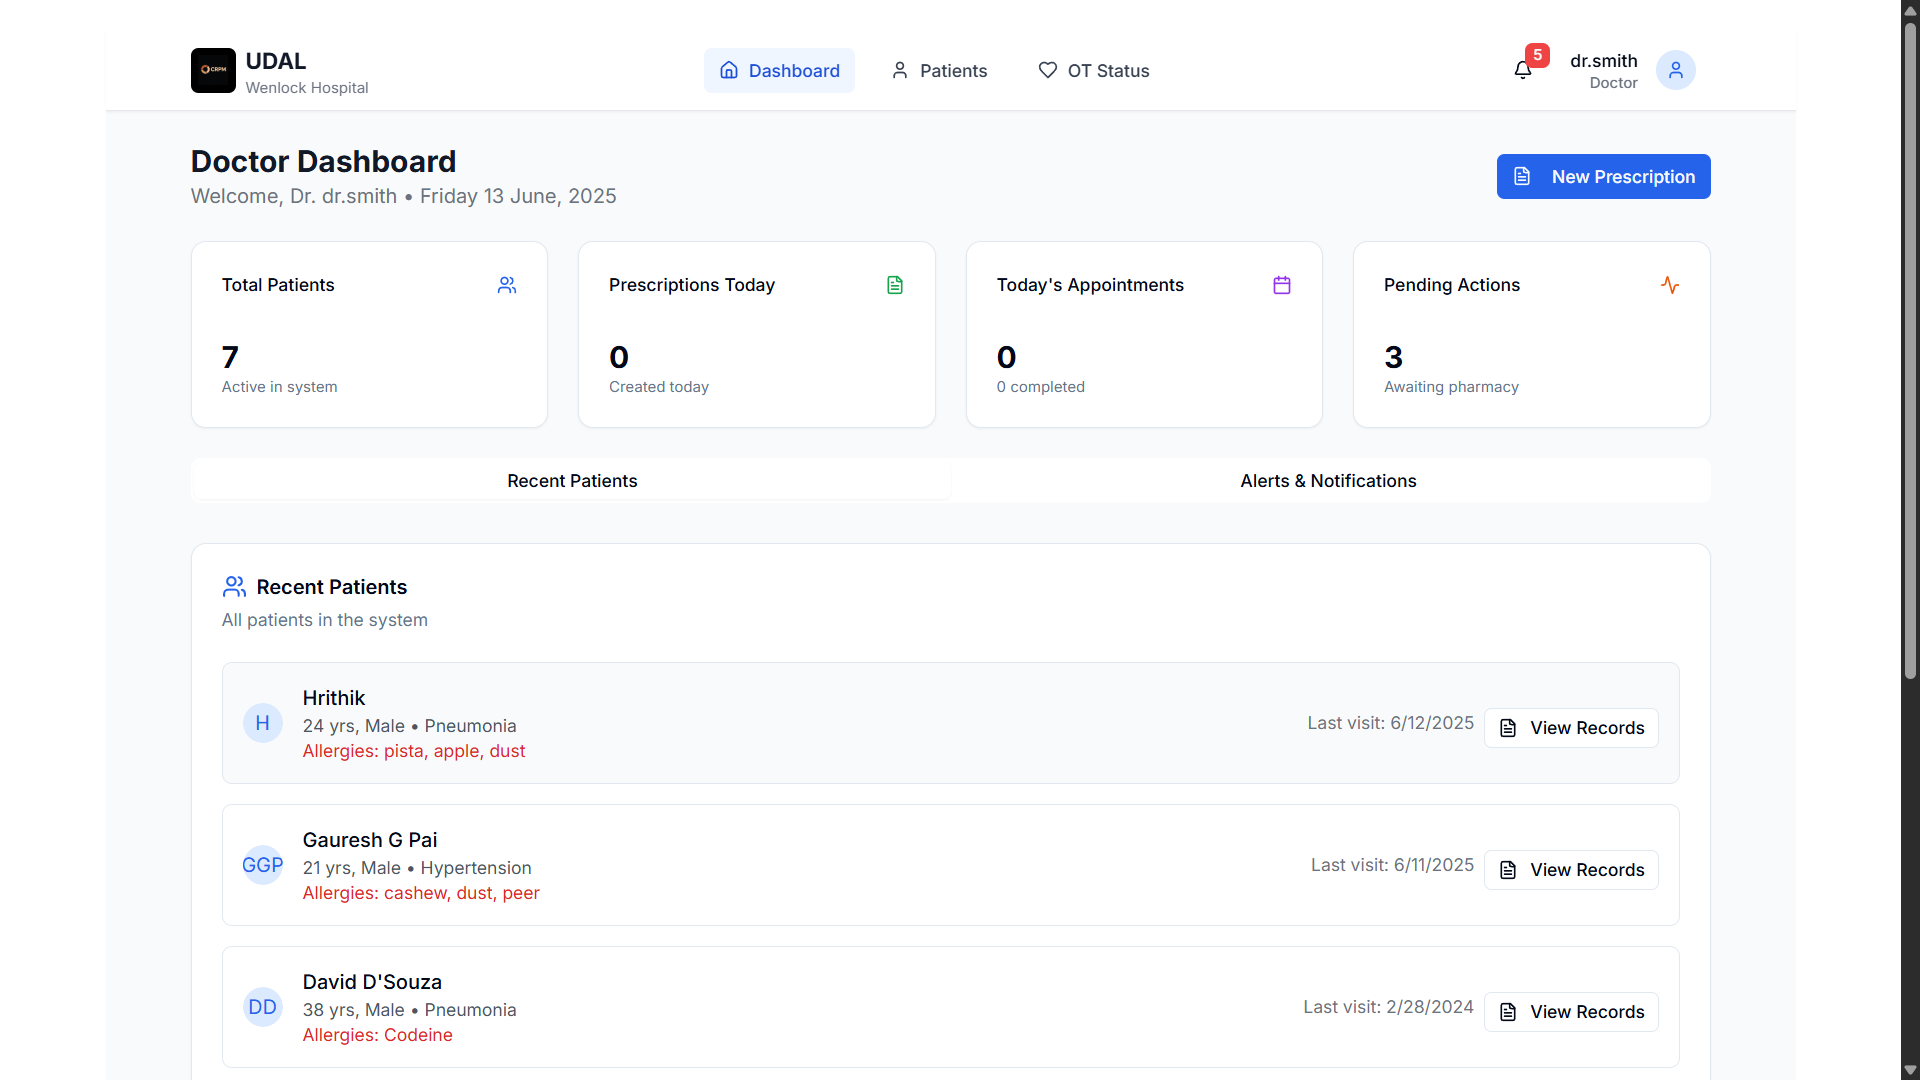 CRPM
UDAL
Wenlock Hospital
Dashboard
Patients
OT Status
5
dr.smith
Doctor
Doctor Dashboard
Welcome, Dr. dr.smith • Friday 13 June, 2025
New Prescription
Total Patients
7
Active in system
Prescriptions Today
0
Created today
Today's Appointments
0
0 completed
Pending Actions
3
Awaiting pharmacy
Recent Patients
Alerts & Notifications
Recent Patients
All patients in the system
H
Hrithik
24 yrs, Male • Pneumonia
Allergies: pista, apple, dust
Last visit: 6/12/2025
View Records
GGP
Gauresh G Pai
21 yrs, Male • Hypertension
Allergies: cashew, dust, peer
Last visit: 6/11/2025
View Records
DD
David D'Souza
38 yrs, Male • Pneumonia
Allergies: Codeine
Last visit: 2/28/2024
View Records